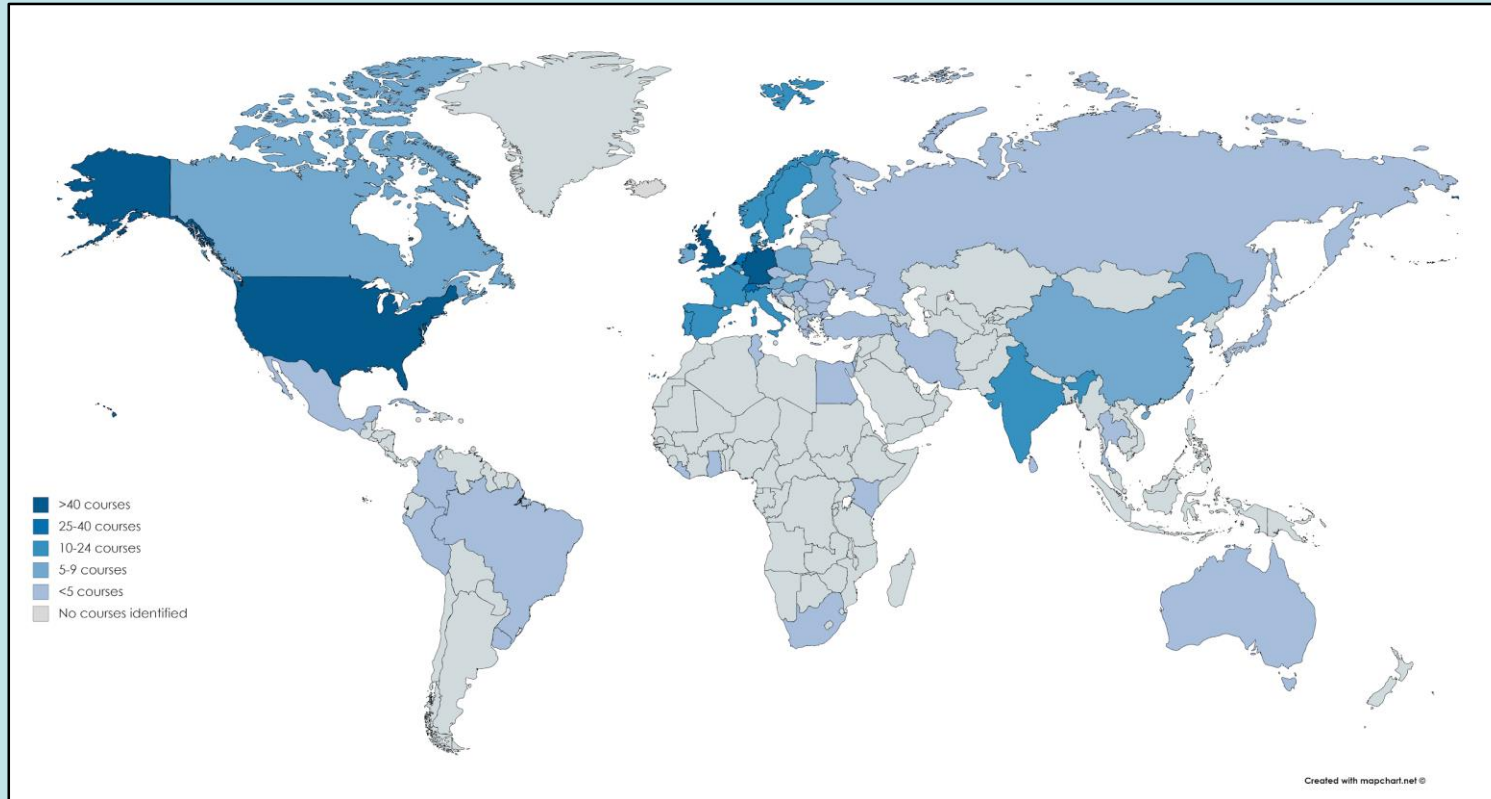 >40 courses
25-40 courses
10-24 courses
5-9 courses
<5 courses
No courses identified
Created with mapchart.net ©